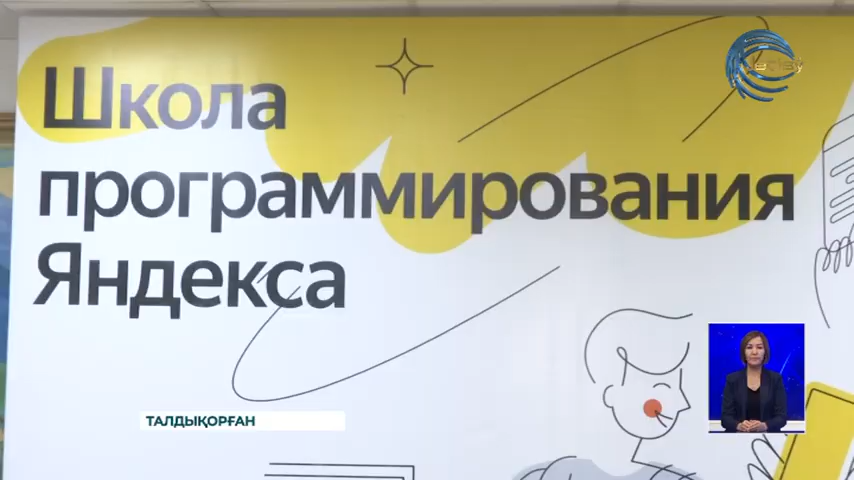 Школа
программирования
Яндекса
ТАЛДЫҚОРҒАН